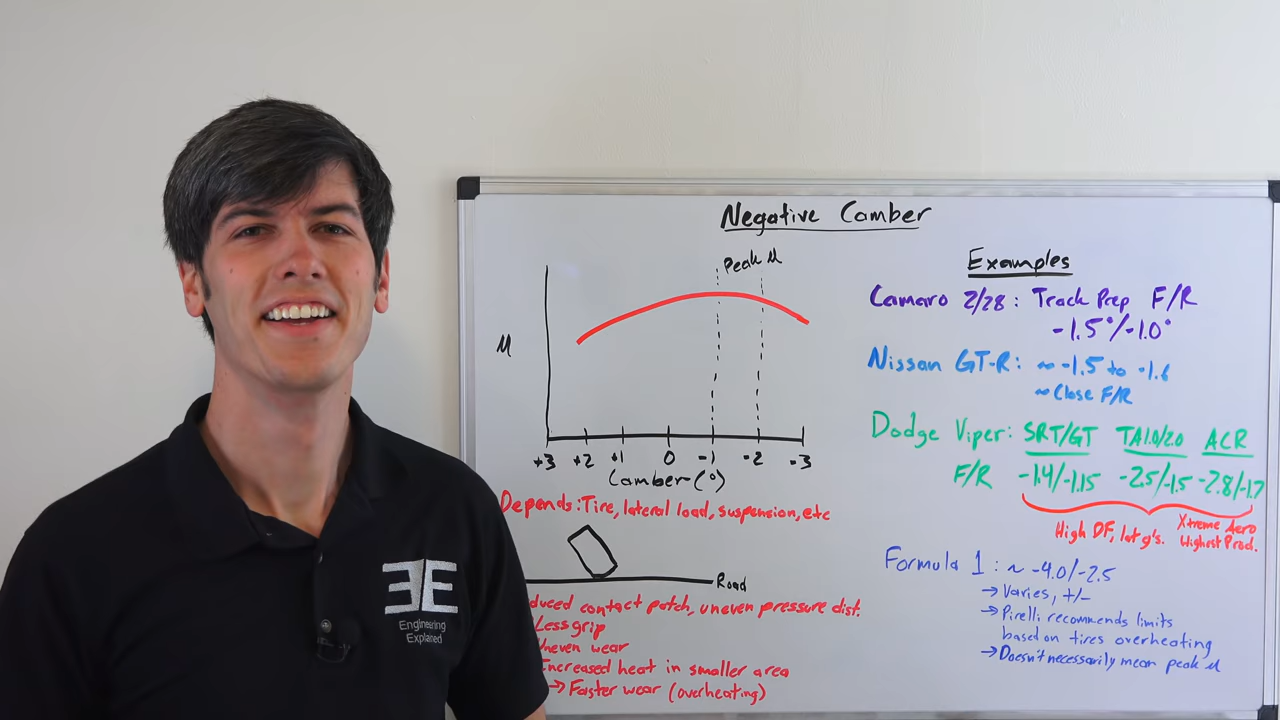 Negative Camber
Peak μ
μ
+3 +2 +1 0 -1 -2 -3
Camber (°)
Depends: Tire, lateral load, suspension, etc
Road
duced contact patch, uneven pressure dist.
Less grip
neven wear
Increased heat in smaller area
→ Faster wear (overheating)
Examples
Camaro Z/28: Track Prep F/R
-1.5°/-1.0°
Nissan GT-R: ~ -1.5 to -1.6
~ Close F/R
Dodge Viper: SRT/GT TA1.0/2.0 ACR
F/R -1.4/-1.15 -2.5/-1.5 -2.8/-1.7
High DF, lat g's.
Xtreme Aero
Highest Prod.
Formula 1: ~ -4.0/-2.5
→ Varies, +/-
→ Pirelli recommends limits
based on tires overheating
→ Doesn't necessarily mean peak μ
Engineering
Explained